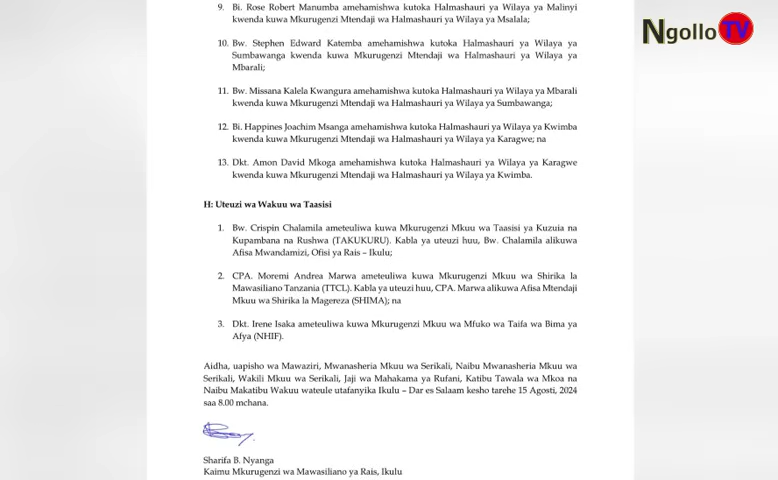 Ngollo TV
9. Bi. Rose Robert Manumba amehamishwa kutoka Halmashauri ya Wilaya ya Malinyi
kwenda kuwa Mkurugenzi Mtendaji wa Halmashauri ya Wilaya ya Msalala;
10. Bw. Stephen Edward Katemba amehamishwa kutoka Halmashauri ya Wilaya ya
Sumbawanga kwenda kuwa Mkurugenzi Mtendaji wa Halmashauri ya Wilaya ya
Mbarali;
11. Bw. Missana Kalela Kwangura amehamishwa kutoka Halmashauri ya Wilaya ya Mbarali
kwenda kuwa Mkurugenzi Mtendaji wa Halmashauri ya Wilaya ya Sumbawanga;
12. Bi. Happines Joachim Msanga amehamishwa kutoka Halmashauri ya Wilaya ya Kwimba
kwenda kuwa Mkurugenzi Mtendaji wa Halmashauri ya Wilaya ya Karagwe; na
13. Dkt. Amon David Mkoga amehamishwa kutoka Halmashauri ya Wilaya ya Karagwe
kwenda kuwa Mkurugenzi Mtendaji wa Halmashauri ya Wilaya ya Kwimba.
H: Uteuzi wa Wakuu wa Taasisi
1. Bw. Crispin Chalamila ameteuliwa kuwa Mkurugenzi Mkuu wa Taasisi ya Kuzuia na
Kupambana na Rushwa (TAKUKURU). Kabla ya uteuzi huu, Bw. Chalamila alikuwa
Afisa Mwandamizi, Ofisi ya Rais – Ikulu;
2. CPA. Moremi Andrea Marwa ameteuliwa kuwa Mkurugenzi Mkuu wa Shirika la
Mawasiliano Tanzania (TTCL). Kabla ya uteuzi huu, CPA. Marwa alikuwa Afisa Mtendaji
Mkuu wa Shirika la Magereza (SHIMA); na
3. Dkt. Irene Isaka ameteuliwa kuwa Mkurugenzi Mkuu wa Mfuko wa Taifa wa Bima ya
Afya (NHIF).
Aidha, uapisho wa Mawaziri, Mwanasheria Mkuu wa Serikali, Naibu Mwanasheria Mkuu wa
Serikali, Wakili Mkuu wa Serikali, Jaji wa Mahakama ya Rufani, Katibu Tawala wa Mkoa na
Naibu Makatibu Wakuu wateule utafanyika Ikulu – Dar es Salaam kesho tarehe 15 Agosti, 2024
saa 8.00 mchana.
Sharifa B. Nyanga
Kaimu Mkurugenzi wa Mawasiliano ya Rais, Ikulu